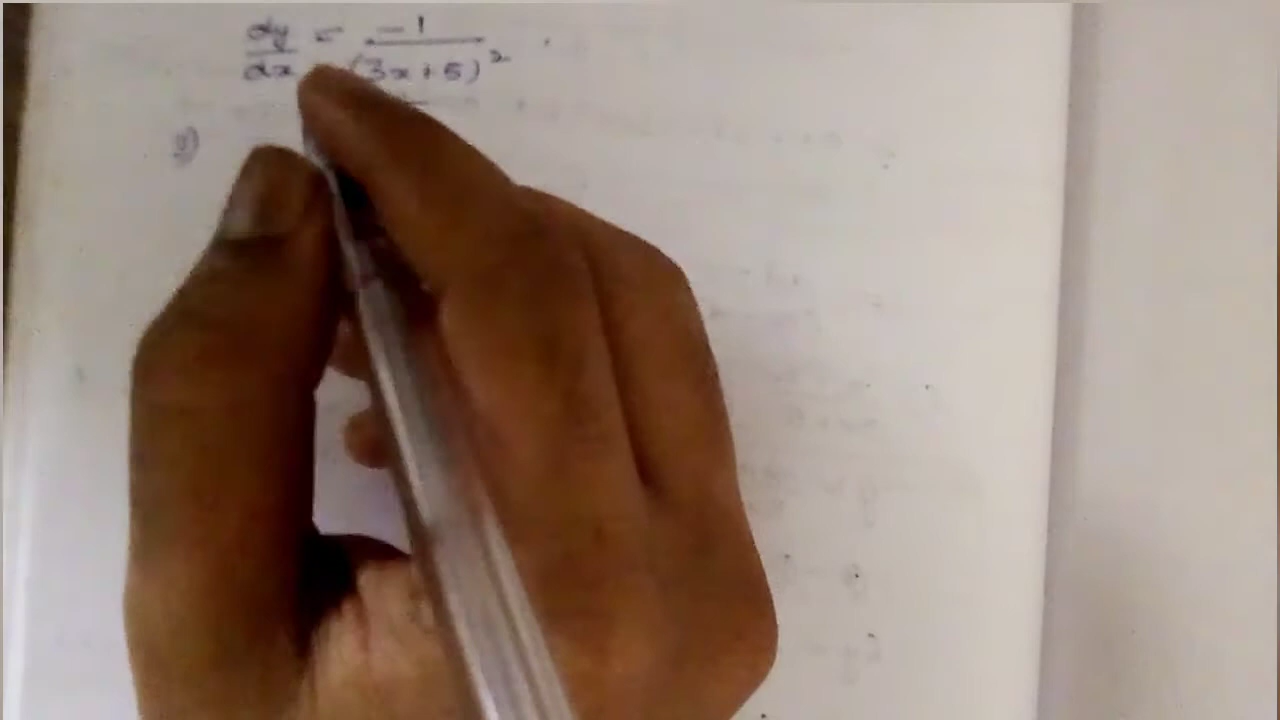 dy/dx = -1/(3x+5)²